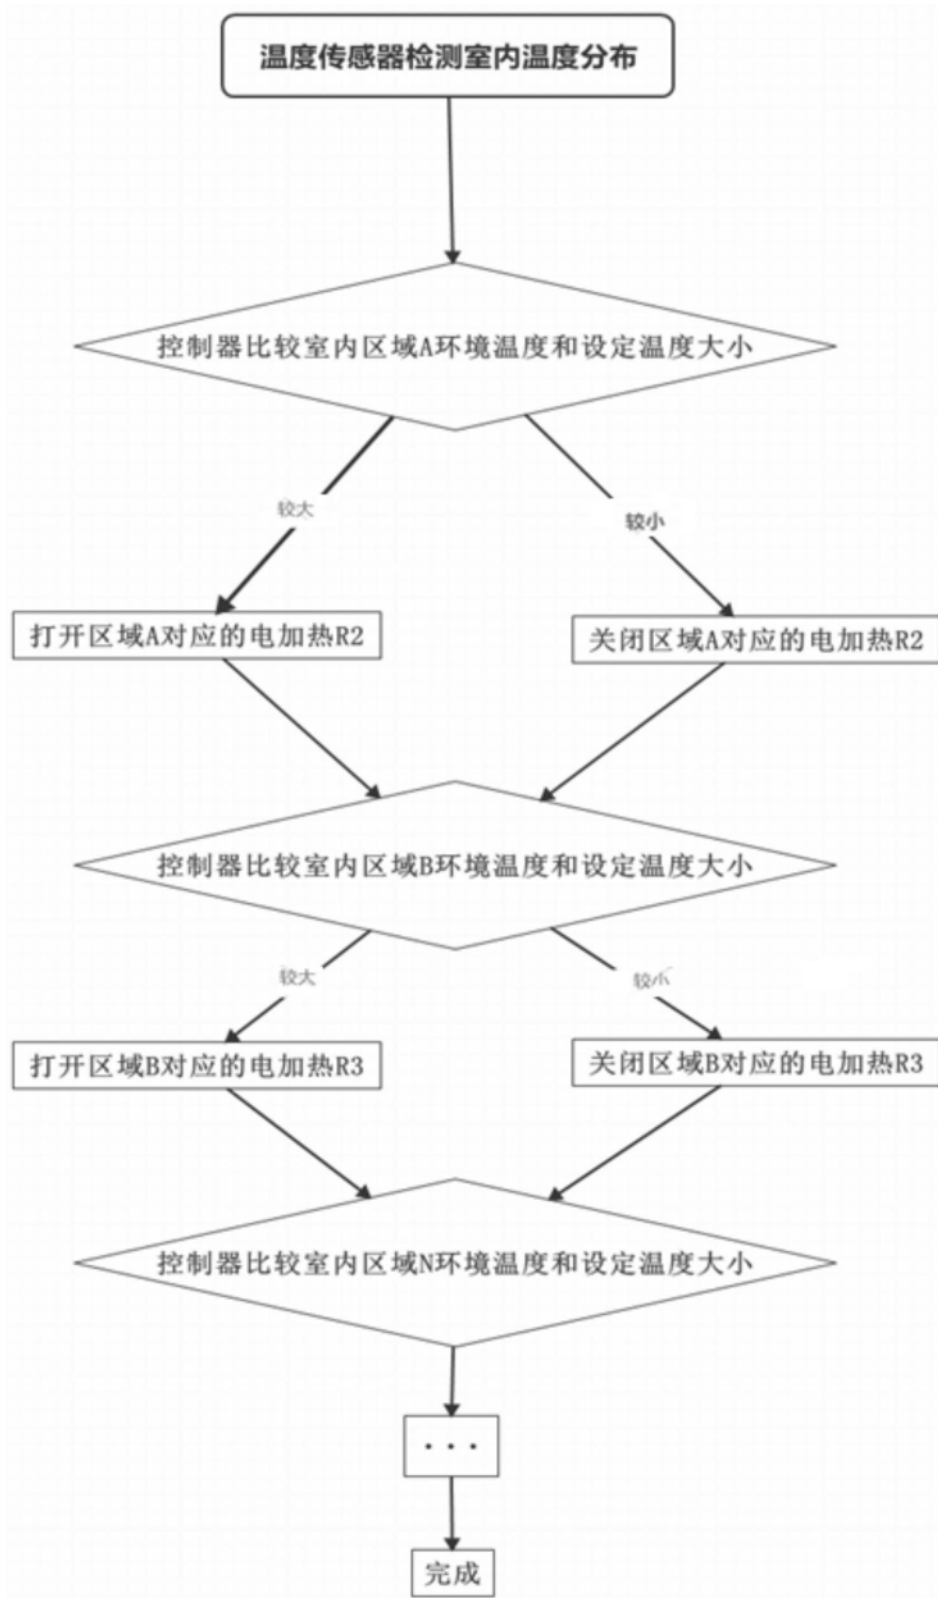 温度传感器检测室内温度分布
控制器比较室内区域A环境温度和设定温度大小
较大
较小
打开区域A对应的电加热R2
关闭区域A对应的电加热R2
控制器比较室内区域B环境温度和设定温度大小
较大
较小
打开区域B对应的电加热R3
关闭区域B对应的电加热R3
控制器比较室内区域N环境温度和设定温度大小
···
完成